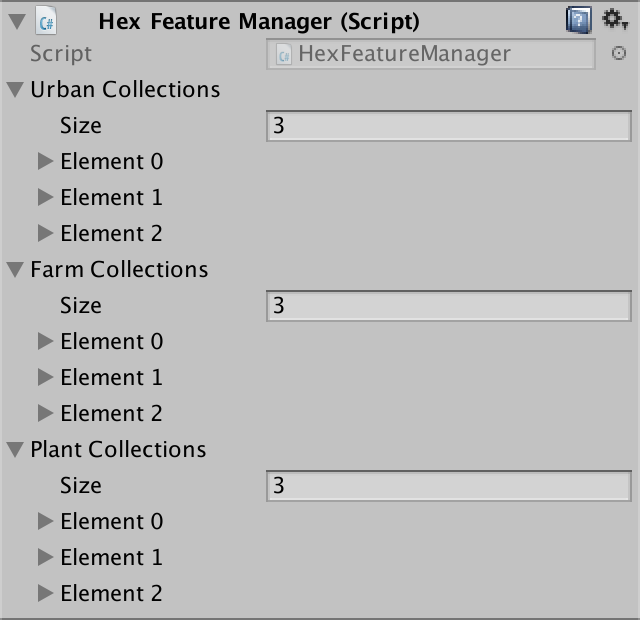 Hex Feature Manager (Script)
Script HexFeatureManager
Urban Collections
Size 3
Element 0
Element 1
Element 2
Farm Collections
Size 3
Element 0
Element 1
Element 2
Plant Collections
Size 3
Element 0
Element 1
Element 2